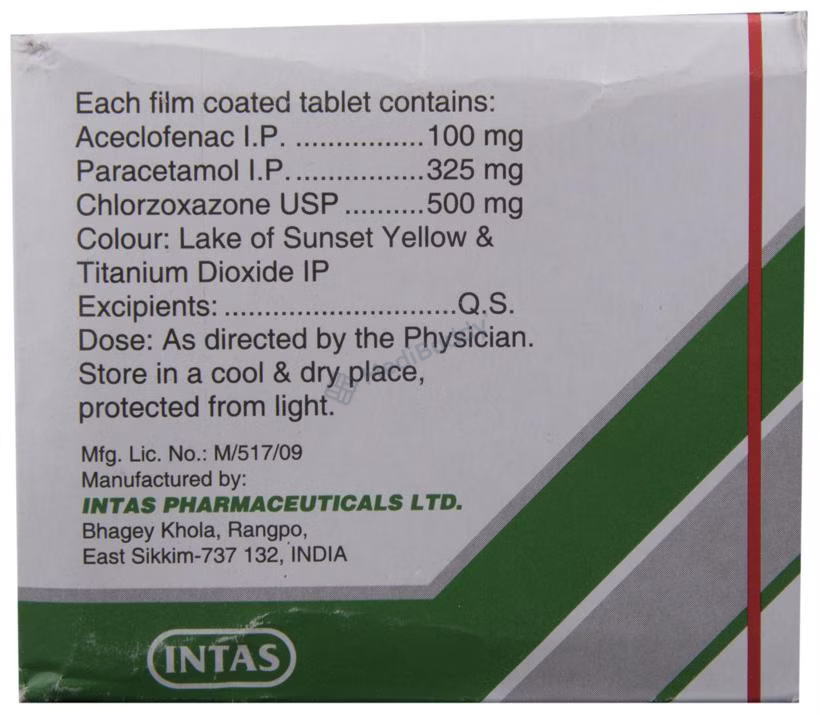 Each film coated tablet contains:
Aceclofenac I.P. ................100 mg
Paracetamol I.P.................325 mg
Chlorzoxazone USP ..........500 mg
Colour: Lake of Sunset Yellow &
Titanium Dioxide IP
Excipients: .............................Q.S.
Dose: As directed by the Physician.
Store in a cool & dry place,
protected from light.
MediBuddy
Mfg. Lic. No.: M/517/09
Manufactured by:
INTAS PHARMACEUTICALS LTD.
Bhagey Khola, Rangpo,
East Sikkim-737 132, INDIA
INTAS